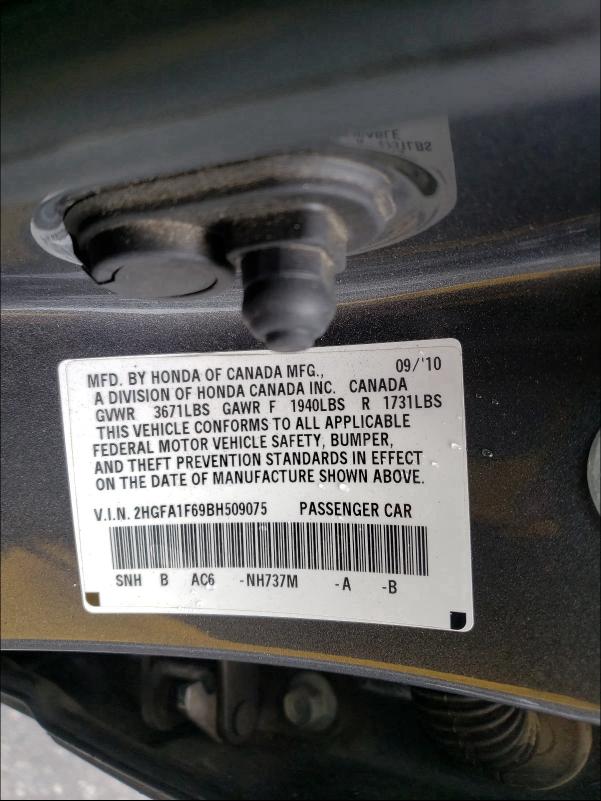 MFD. BY HONDA OF CANADA MFG., 09/'10
A DIVISION OF HONDA CANADA INC. CANADA
GVWR 3671LBS GAWR F 1940LBS R 1731LBS
THIS VEHICLE CONFORMS TO ALL APPLICABLE
FEDERAL MOTOR VEHICLE SAFETY, BUMPER,
AND THEFT PREVENTION STANDARDS IN EFFECT
ON THE DATE OF MANUFACTURE SHOWN ABOVE.
V.I.N. 2HGFA1F69BH509075 PASSENGER CAR
SNH B AC6 -NH737M -A -B